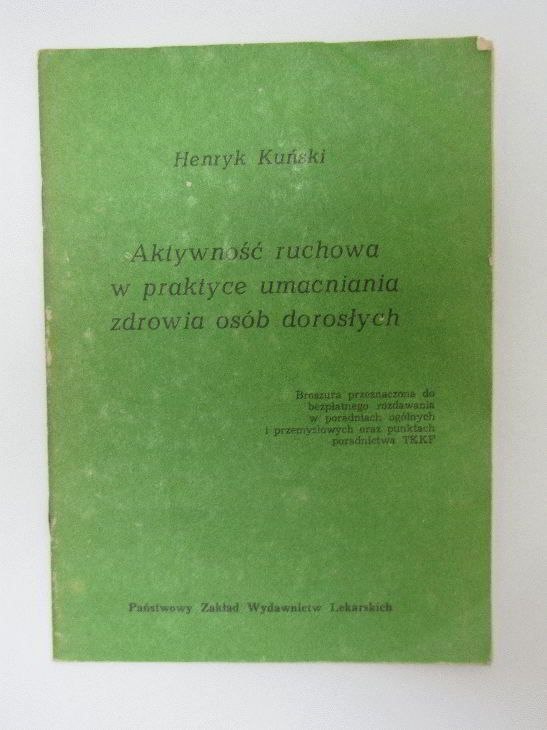 Henryk Kuński
Aktywność ruchowa
w praktyce umacniania
zdrowia osób dorosłych
Broszura przeznaczona do
bezpłatnego rozdawania
w poradniach ogólnych
i przemysłowych oraz punktach
poradnictwa TKKF
Państwowy Zakład Wydawnictw Lekarskich